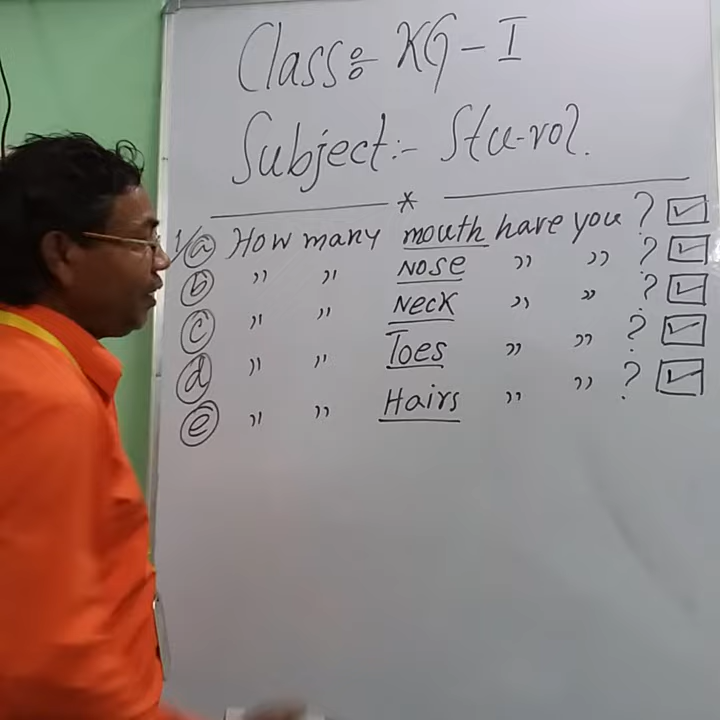 Class:- KG-I
Subject:- Stu-vol.
*
1/ (a) How many mouth have you ? ☑
(b) " " NOSE " " ? ☑
(c) " " Neck " " ? ☑
(d) " " Toes " " ? ☑
(e) " " Hairs " " ? ☑